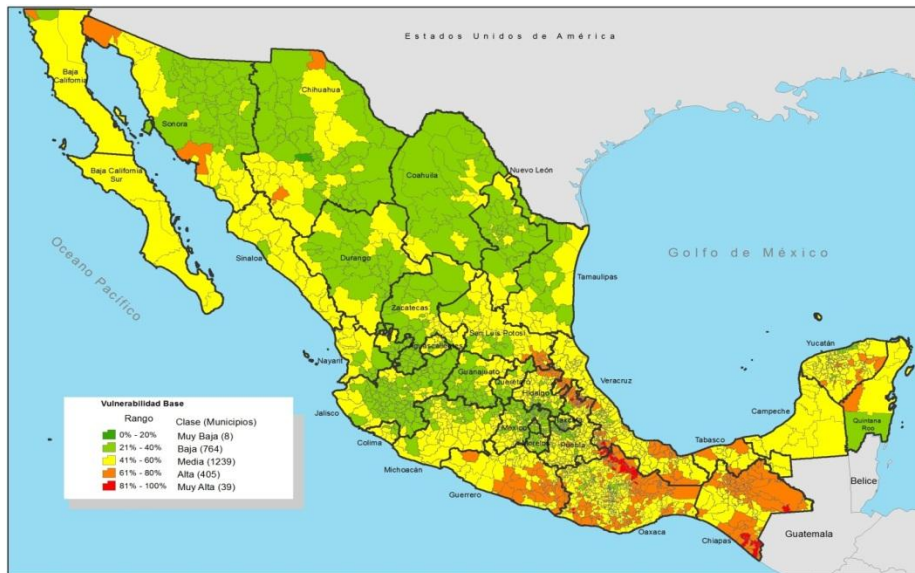 Estados Unidos de América
Baja
California
Chihuahua
Sonora
Coahuila
Nuevo León
Baja California
Sur
Golfo de México
Oceano Pacífico
Sinaloa
Durango
Tamaulipas
Zacatecas
San Luis Potosí
Nayarit
Guanajuato
Querétaro
Hidalgo
Veracruz
Yucatán
Jalisco
Colima
México
Morelos
Puebla
Campeche
Quintana
Roo
Tabasco
Michoacán
Guerrero
Oaxaca
Chiapas
Belice
Guatemala
Vulnerabilidad Base
Rango Clase (Municipios)
0% - 20% Muy Baja (8)
21% - 40% Baja (764)
41% - 60% Media (1239)
61% - 80% Alta (405)
81% - 100% Muy Alta (39)